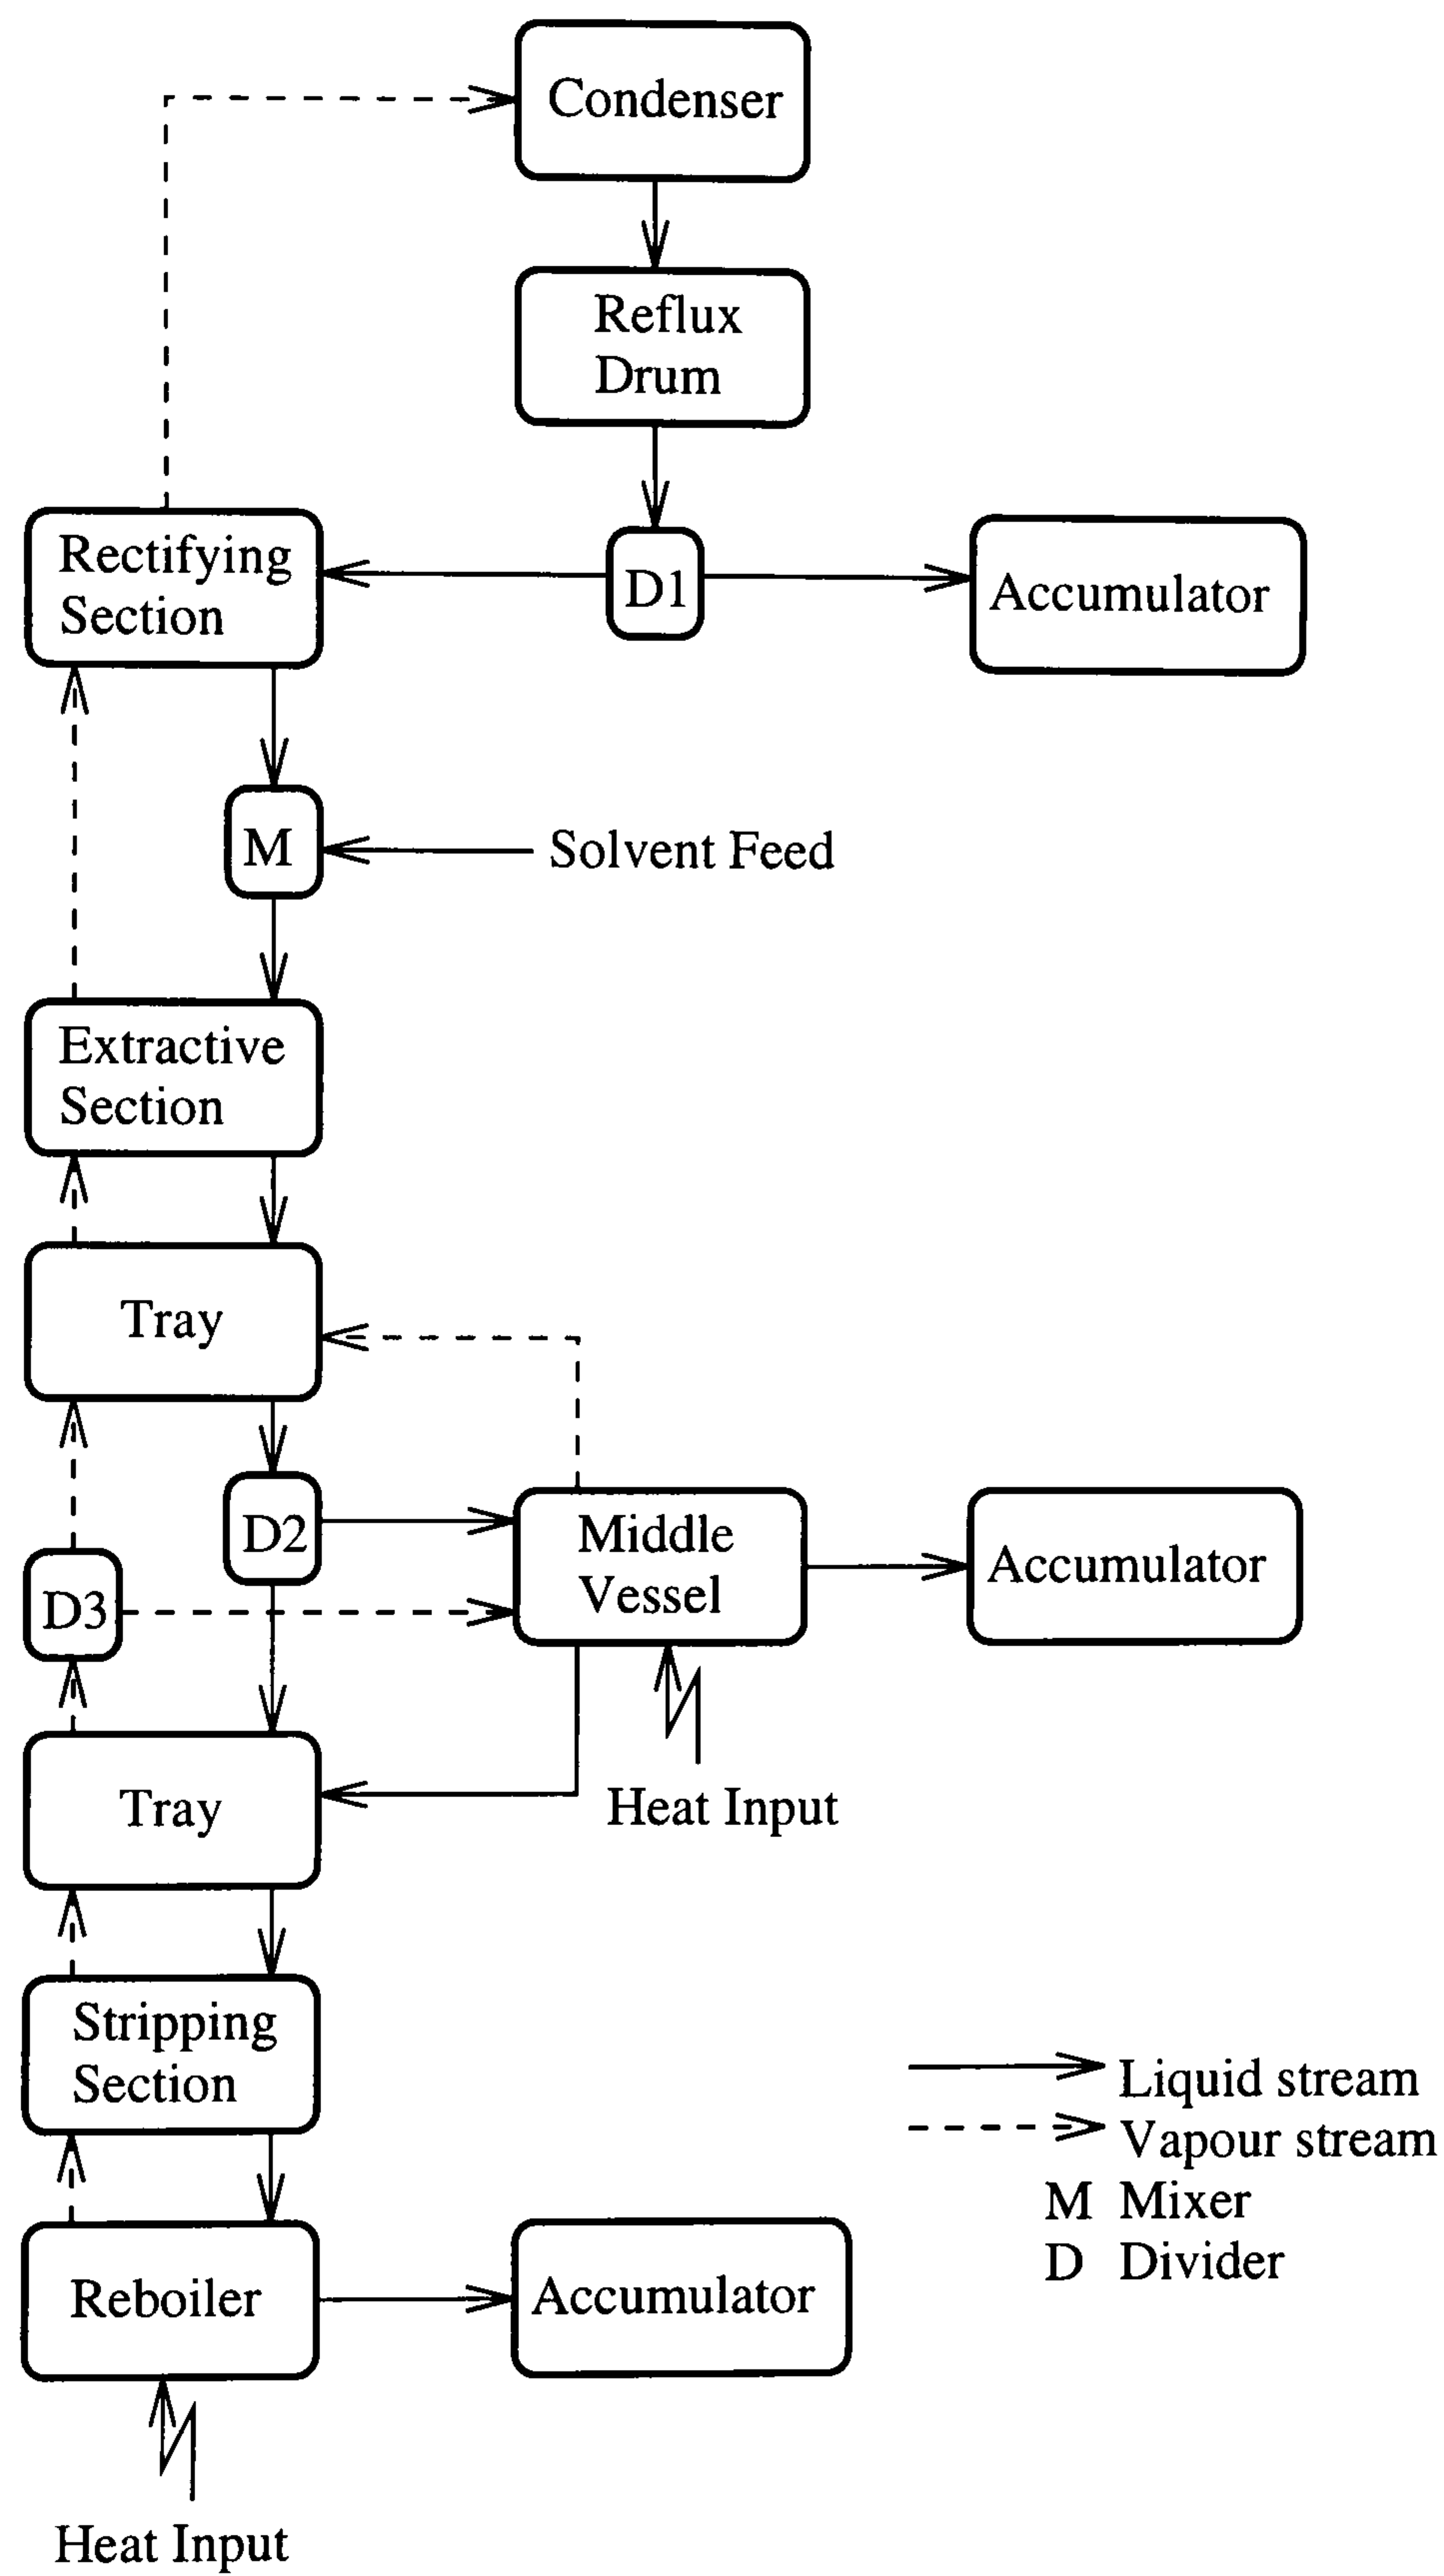 Condenser
Reflux
Drum
Rectifying
Section
D1
Accumulator
M
Solvent Feed
Extractive
Section
Tray
D2
Middle
Vessel
Accumulator
D3
Tray
Heat Input
Stripping
Section
Liquid stream
Vapour stream
M Mixer
D Divider
Reboiler
Accumulator
Heat Input